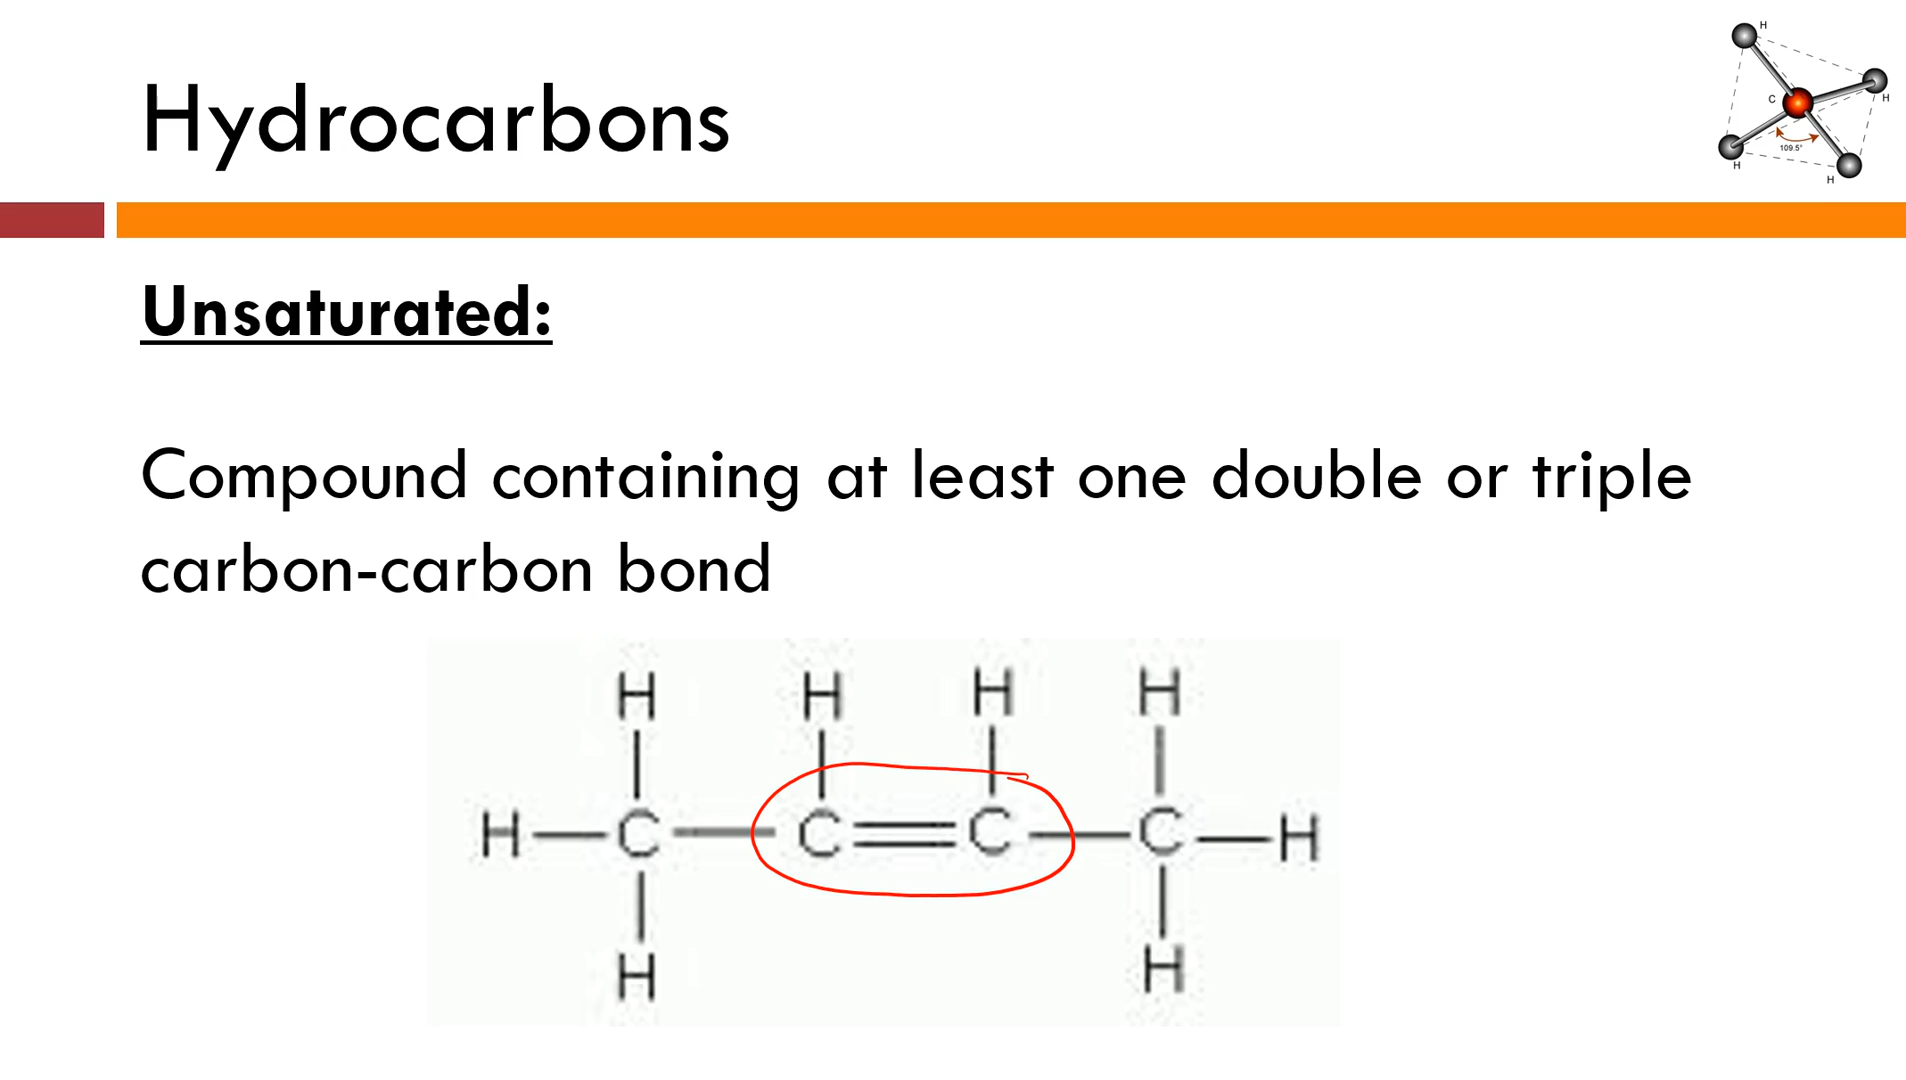 Hydrocarbons
H
C
H
109.5°
H
H
Unsaturated:
Compound containing at least one double or triple
carbon-carbon bond
H H H H
H C C C C H
H H